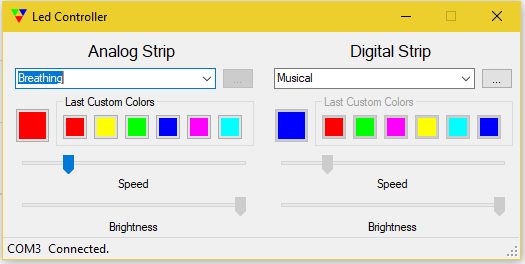 Led Controller
Analog Strip
Digital Strip
Breathing
...
Musical
...
Last Custom Colors
Last Custom Colors
Speed
Speed
Brightness
Brightness
COM3 Connected.